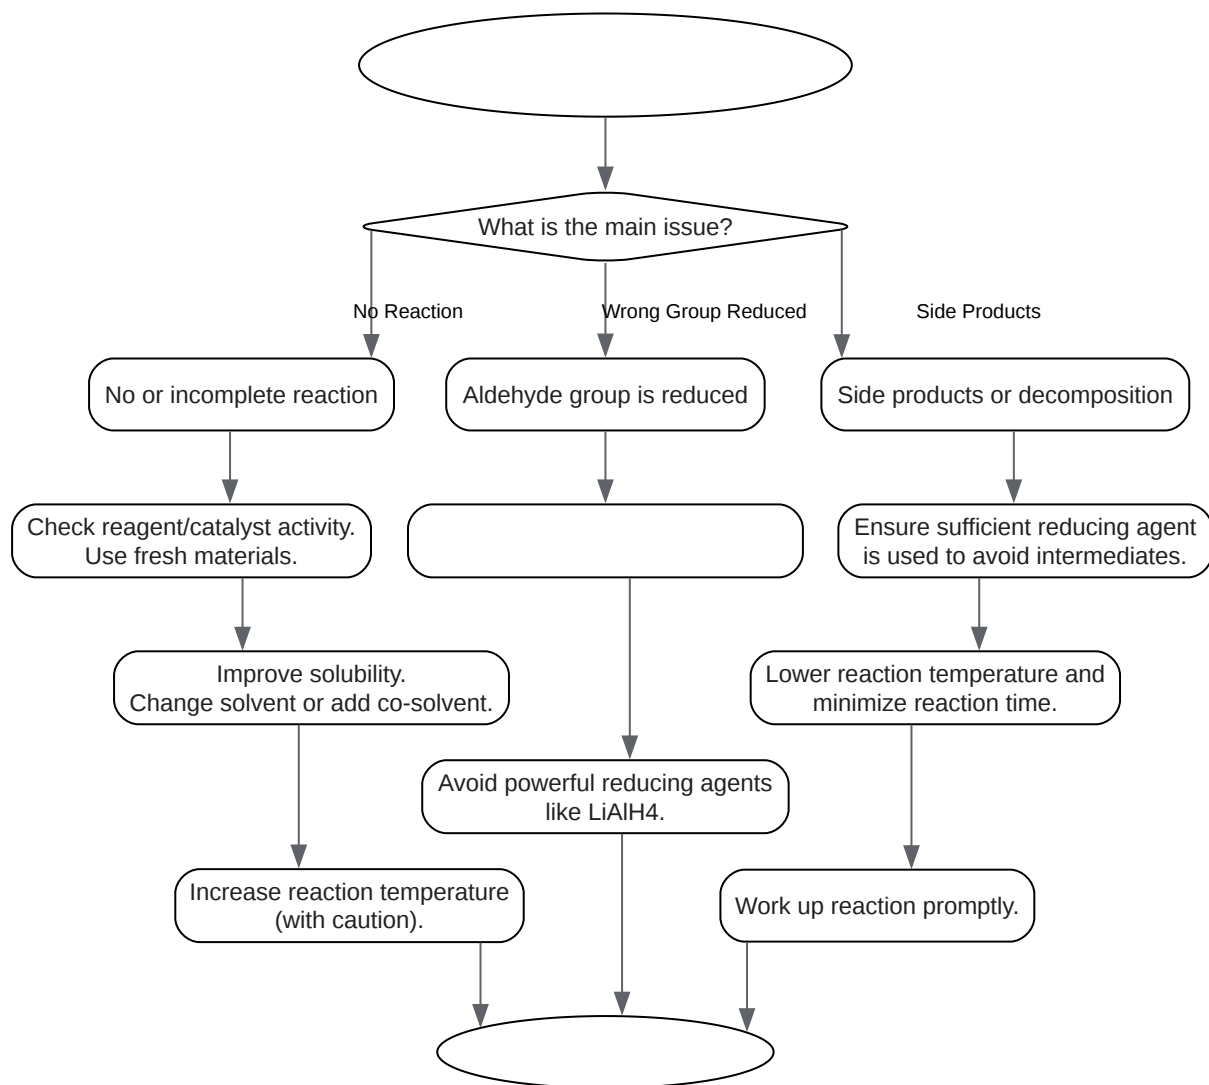 What is the main issue?
No Reaction
Wrong Group Reduced
Side Products
No or incomplete reaction
Aldehyde group is reduced
Side products or decomposition
Check reagent/catalyst activity.
Use fresh materials.
Ensure sufficient reducing agent
is used to avoid intermediates.
Improve solubility.
Change solvent or add co-solvent.
Lower reaction temperature and
minimize reaction time.
Avoid powerful reducing agents
like LiAlH4.
Increase reaction temperature
(with caution).
Work up reaction promptly.